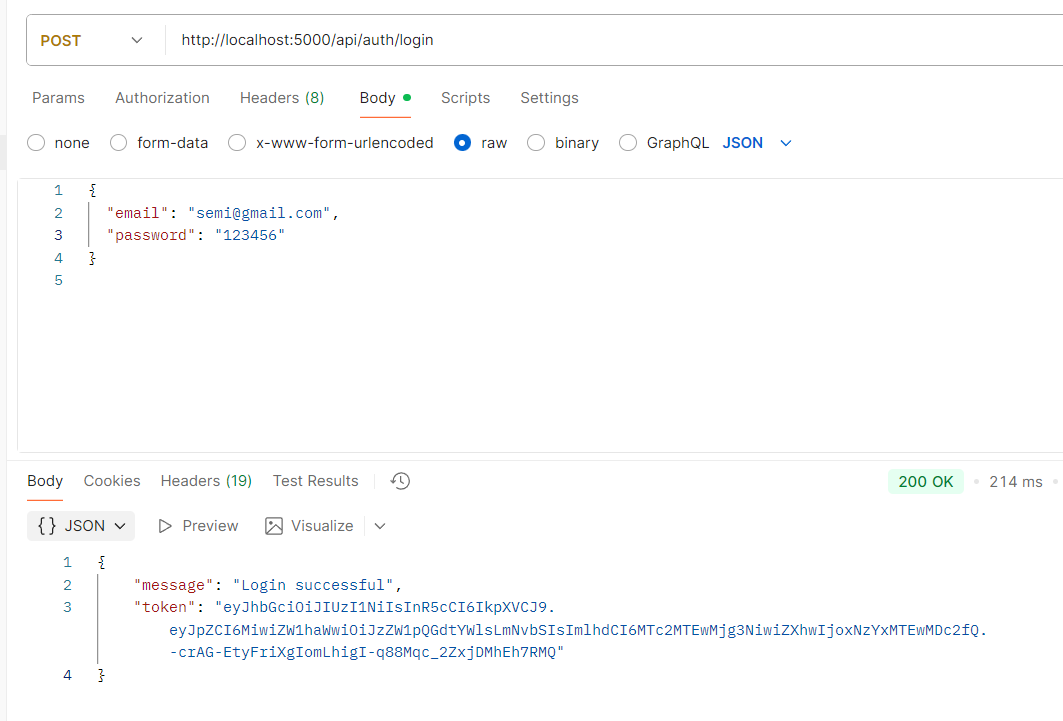 POST http://localhost:5000/api/auth/login
Params Authorization Headers (8) Body Scripts Settings
none form-data x-www-form-urlencoded raw binary GraphQL JSON
1 {
2 "email": "semi@gmail.com",
3 "password": "123456"
4 }
5
Body Cookies Headers (19) Test Results 200 OK 214 ms
{} JSON Preview Visualize
1 {
2 "message": "Login successful",
3 "token": "eyJhbGciOiJIUzI1NiIsInR5cCI6IkpXVCJ9.
eyJpZCI6MiwiZW1haWwiOiJzZW1pQGdtYWlsLmNvbSIsImlhdCI6MTc2MTEwMjg3NiwiZXhwIjoxNzYxMTEwMDc2fQ.
-crAG-EtyFriXgIomLhigI-q88Mqc_2ZxjDMhEh7RMQ"
4 }